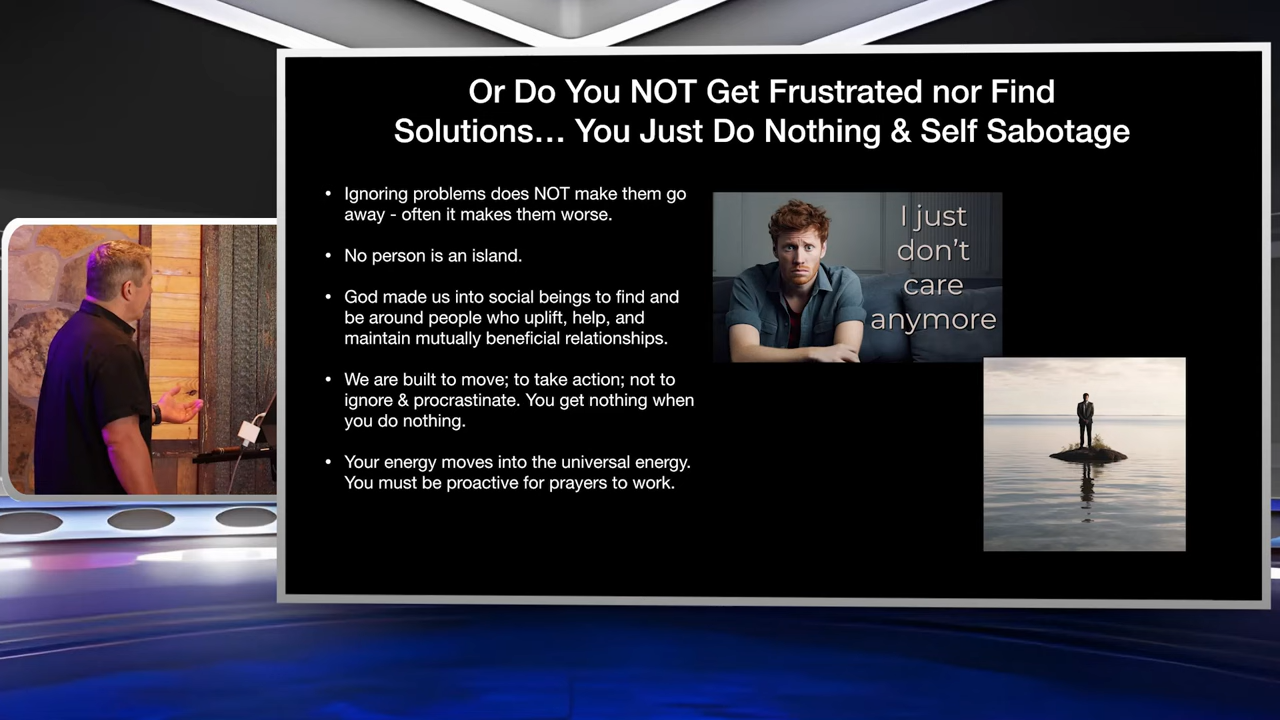 Or Do You NOT Get Frustrated nor Find
Solutions... You Just Do Nothing & Self Sabotage
• Ignoring problems does NOT make them go
away - often it makes them worse.
• No person is an island.
• God made us into social beings to find and
be around people who uplift, help, and
maintain mutually beneficial relationships.
• We are built to move; to take action; not to
ignore & procrastinate. You get nothing when
you do nothing.
• Your energy moves into the universal energy.
You must be proactive for prayers to work.
I just
don't
care
anymore